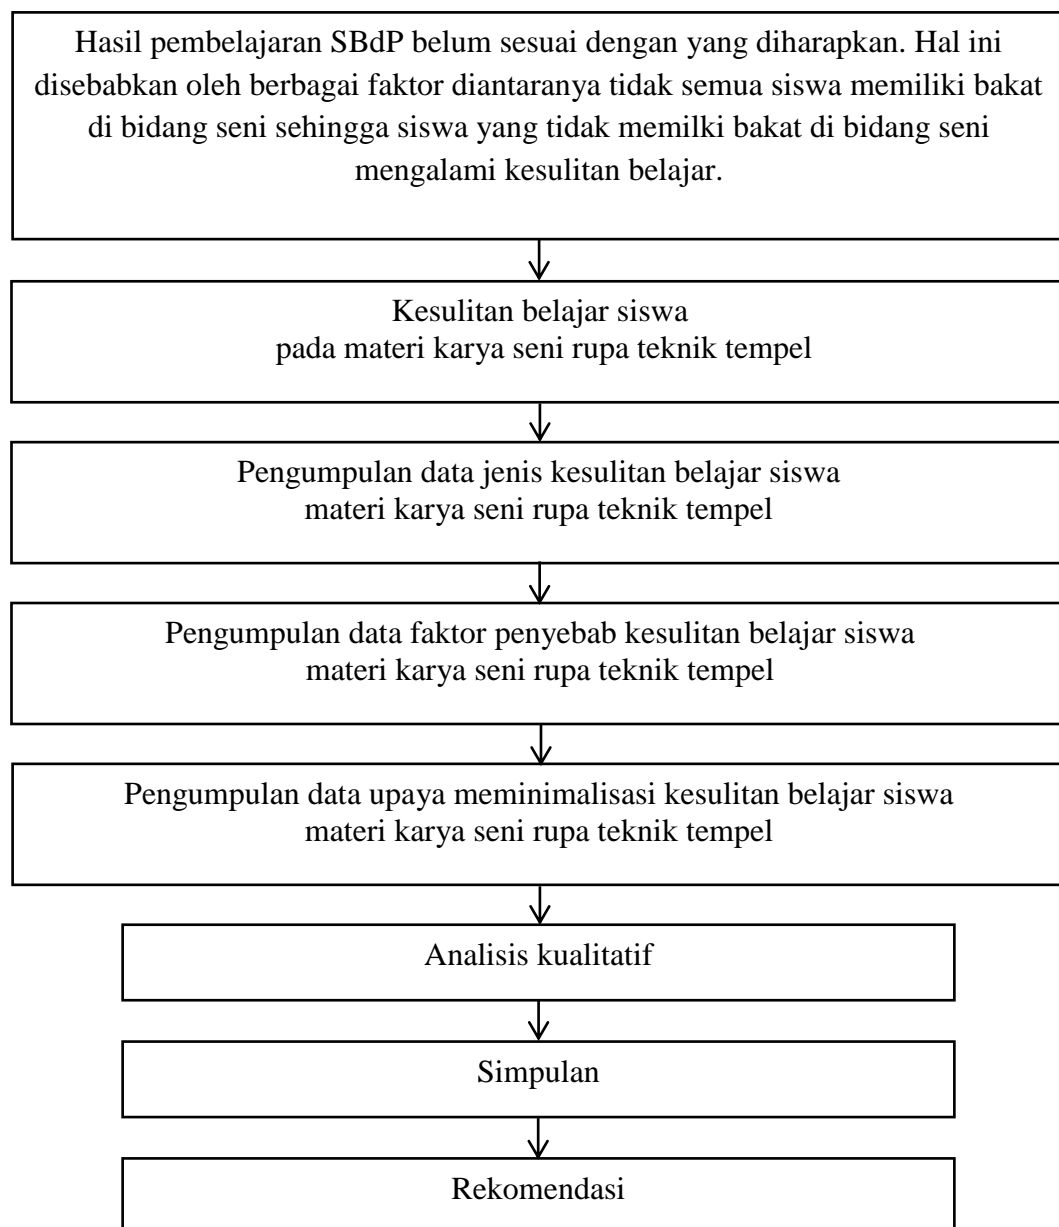 Hasil pembelajaran SBdP belum sesuai dengan yang diharapkan. Hal ini
disebabkan oleh berbagai faktor diantaranya tidak semua siswa memiliki bakat
di bidang seni sehingga siswa yang tidak memilki bakat di bidang seni
mengalami kesulitan belajar.
Kesulitan belajar siswa
pada materi karya seni rupa teknik tempel
Pengumpulan data jenis kesulitan belajar siswa
materi karya seni rupa teknik tempel
Pengumpulan data faktor penyebab kesulitan belajar siswa
materi karya seni rupa teknik tempel
Pengumpulan data upaya meminimalisasi kesulitan belajar siswa
materi karya seni rupa teknik tempel
Analisis kualitatif
Simpulan
Rekomendasi